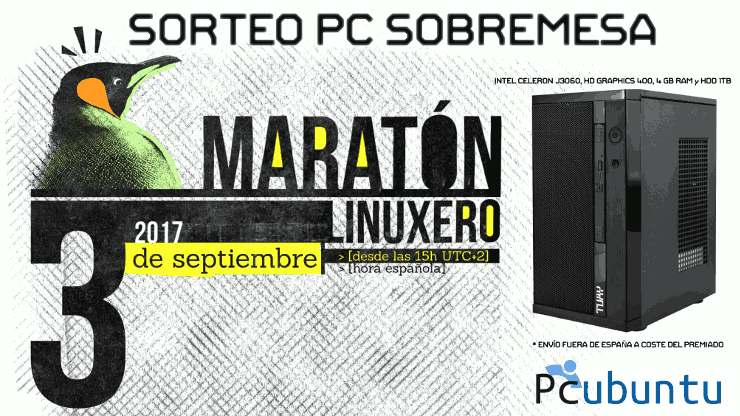 SORTEO PC SOBREMESA
INTEL CELERON J3060, HD GRAPHICS 400, 4 GB RAM y HDD 1TB
MARATÓN
LINUXERO
3
2017
de septiembre
> [desde las 15h UTC+2]
> [hora española]
* ENVÍO FUERA DE ESPAÑA A COSTE DEL PREMIADO
Pcubuntu